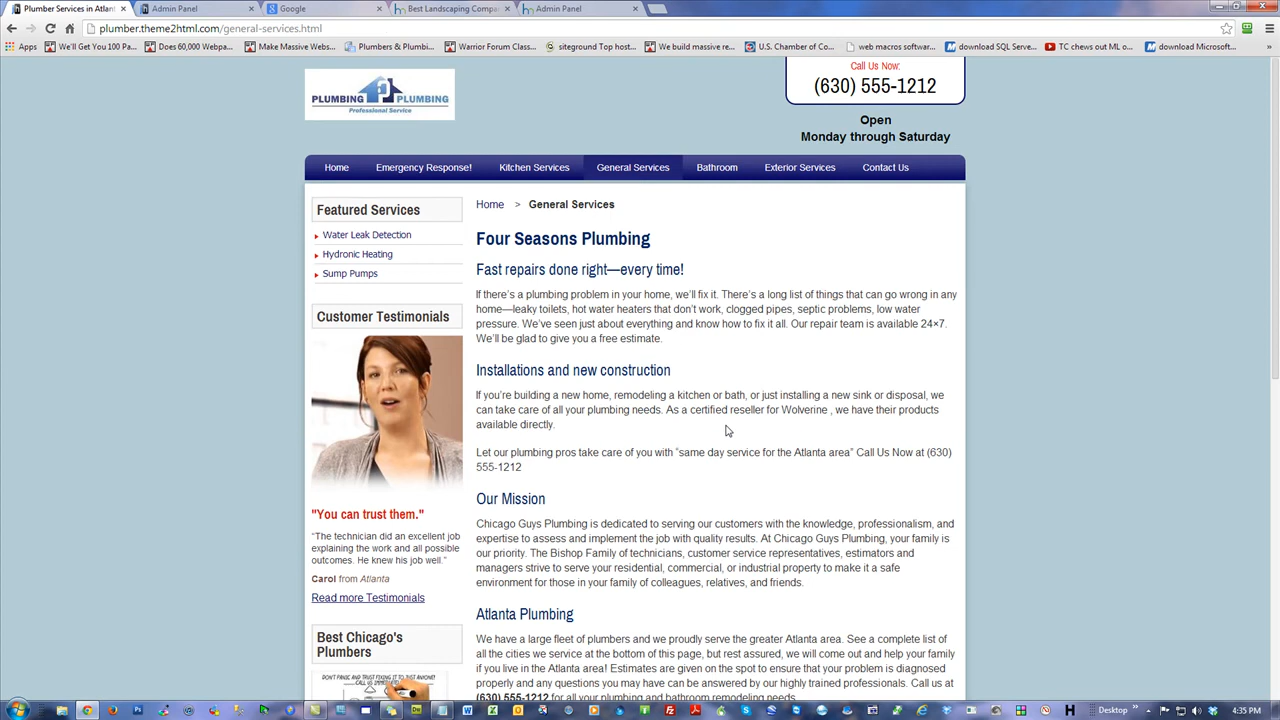 Plumber Services in Atlant
Admin Panel
Google
Best Landscaping Compa
Admin Panel
plumber.theme2html.com/general-services.html
Apps
We'll Get You 100 Pa...
Does 60,000 Webpa...
Make Massive Webs...
Plumbers & Plumbi...
Warrior Forum Class...
siteground Top host...
We build massive re...
U.S. Chamber of Co...
web macros softwar...
download SQL Serve...
TC chews out ML o...
download Microsoft...
PLUMBING PLUMBING
Professional Service
Call Us Now:
(630) 555-1212
Open
Monday through Saturday
Home
Emergency Response!
Kitchen Services
General Services
Bathroom
Exterior Services
Contact Us
Featured Services
Water Leak Detection
Hydronic Heating
Sump Pumps
Customer Testimonials
"You can trust them."
“The technician did an excellent job
explaining the work and all possible
outcomes. He knew his job well.”
Carol from Atlanta
Read more Testimonials
Best Chicago's
Plumbers
DON'T PANIC AND TRUST FIXING IT TO JUST ANYONE!
Home > General Services
Four Seasons Plumbing
Fast repairs done right—every time!
If there’s a plumbing problem in your home, we’ll fix it. There’s a long list of things that can go wrong in any
home—leaky toilets, hot water heaters that don’t work, clogged pipes, septic problems, low water
pressure. We’ve seen just about everything and know how to fix it all. Our repair team is available 24×7.
We’ll be glad to give you a free estimate.
Installations and new construction
If you’re building a new home, remodeling a kitchen or bath, or just installing a new sink or disposal, we
can take care of all your plumbing needs. As a certified reseller for Wolverine , we have their products
available directly.
Let our plumbing pros take care of you with “same day service for the Atlanta area” Call Us Now at (630)
555-1212
Our Mission
Chicago Guys Plumbing is dedicated to serving our customers with the knowledge, professionalism, and
expertise to assess and implement the job with quality results. At Chicago Guys Plumbing, your family is
our priority. The Bishop Family of technicians, customer service representatives, estimators and
managers strive to serve your residential, commercial, or industrial property to make it a safe
environment for those in your family of colleagues, relatives, and friends.
Atlanta Plumbing
We have a large fleet of plumbers and we proudly serve the greater Atlanta area. See a complete list of
all the cities we service at the bottom of this page, but rest assured, we will come out and help your family
if you live in the Atlanta area! Estimates are given on the spot to ensure that your problem is diagnosed
properly and any questions you may have can be answered by our highly trained professionals. Call us at
(630) 555-1212 for all your plumbing and bathroom remodeling needs.
Desktop
4:35 PM